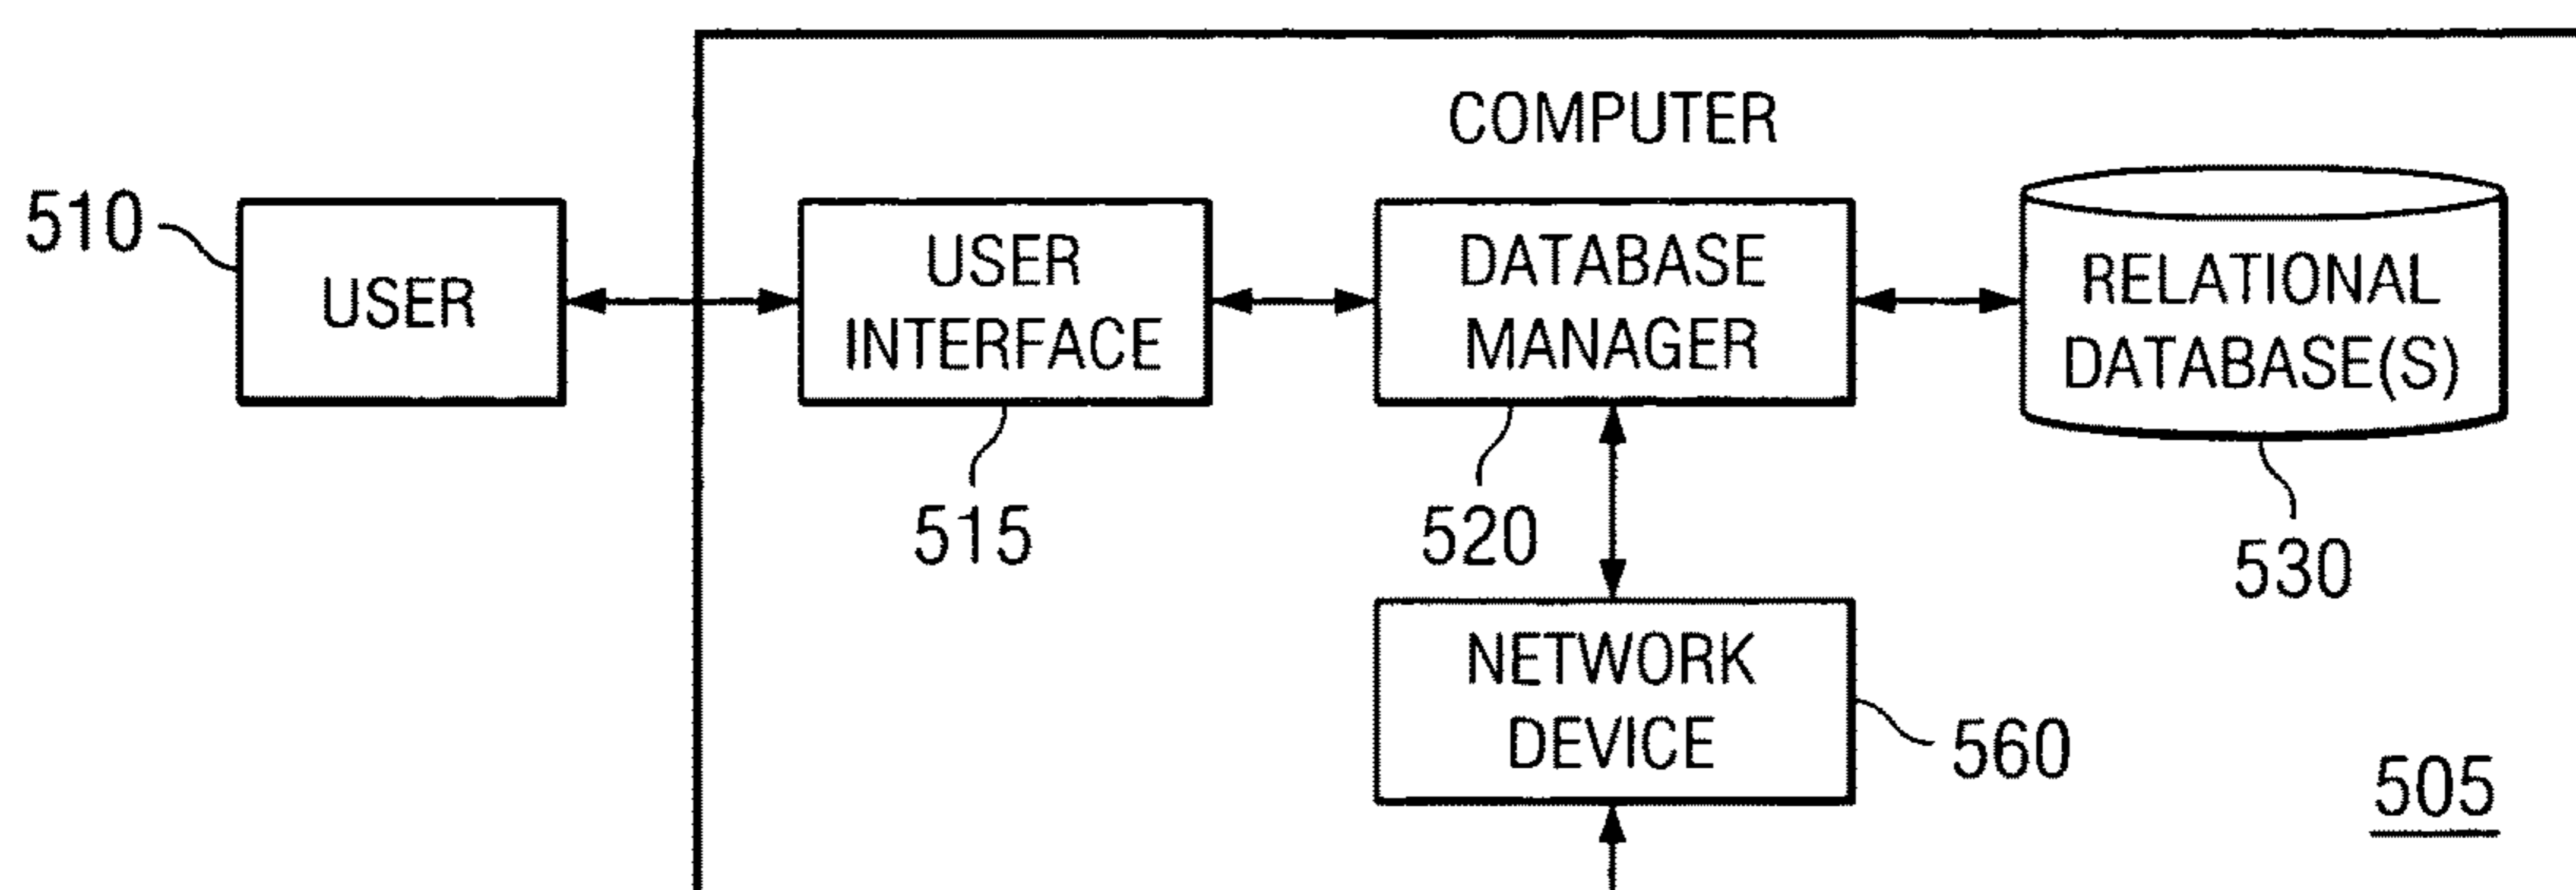 COMPUTER
510
USER
USER
INTERFACE
DATABASE
MANAGER
RELATIONAL
DATABASE(S)
515
520
530
NETWORK
DEVICE
560
505